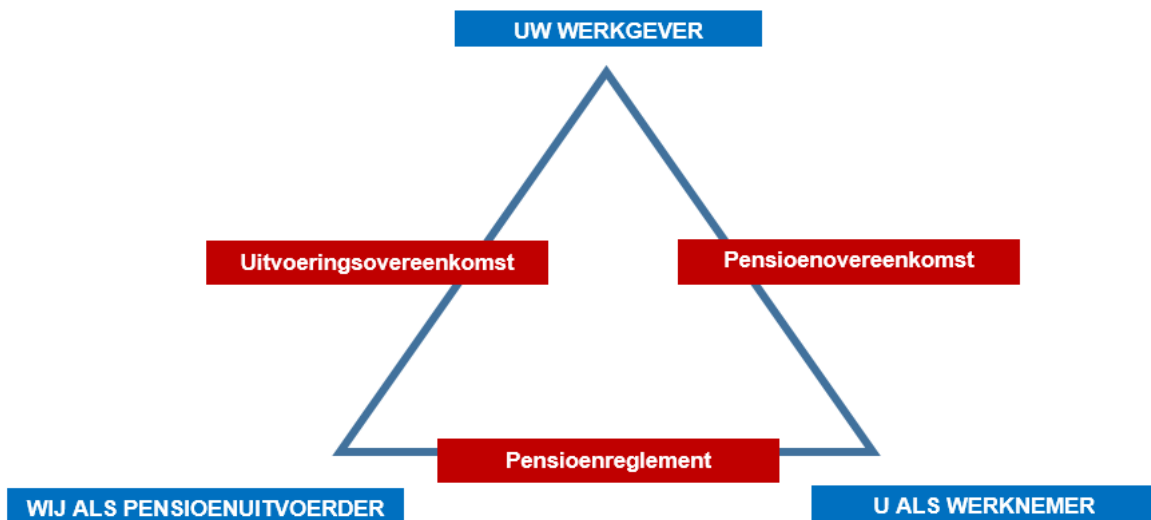 UW WERKGEVER
Uitvoeringsovereenkomst
Pensioenovereenkomst
Pensioenreglement
WIJ ALS PENSIOENUITVOERDER
U ALS WERKNEMER